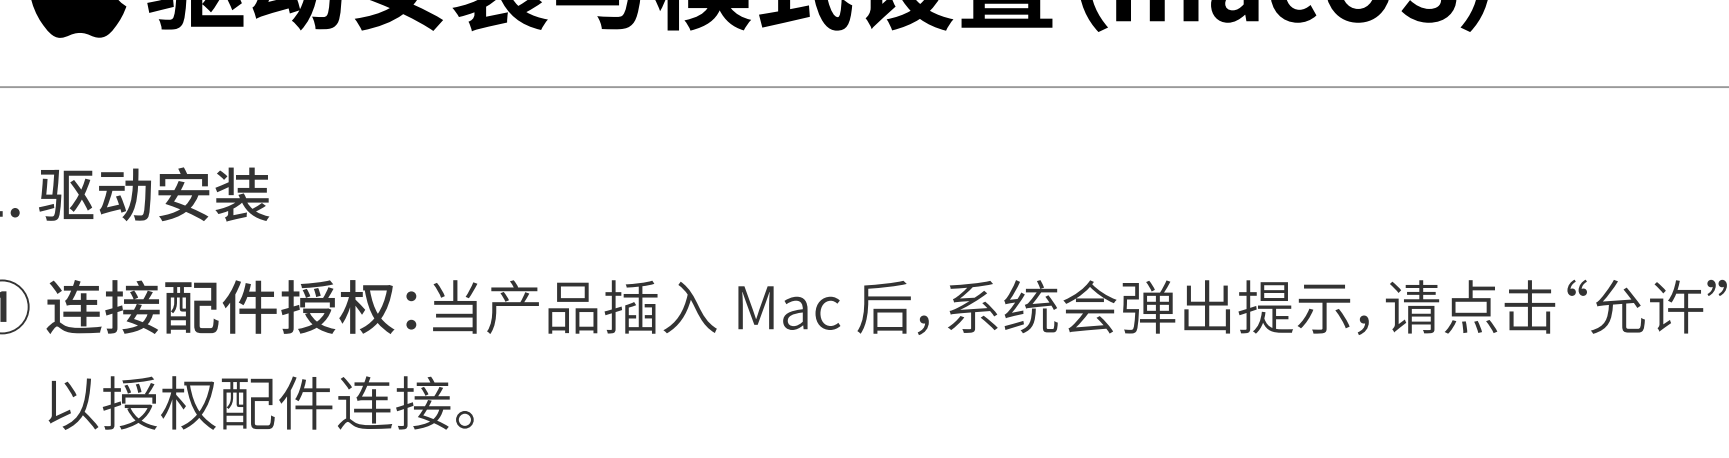 驱动安装与模式设置 (macOS)
. 驱动安装
① 连接配件授权：当产品插入 Mac 后，系统会弹出提示，请点击“允许”
以授权配件连接。